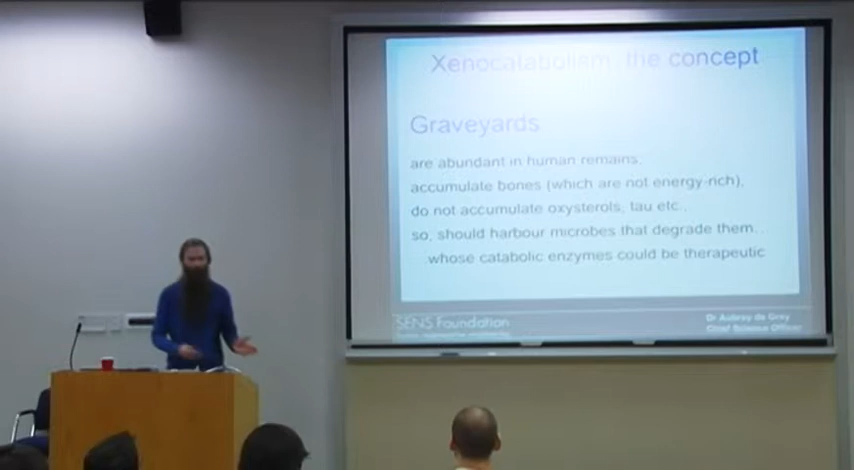 Xenocatabolism: the concept
Graveyards
are abundant in human remains,
accumulate bones (which are not energy-rich),
do not accumulate oxysterols, tau etc.,
so, should harbour microbes that degrade them...
whose catabolic enzymes could be therapeutic
SENS Foundation
Dr Aubrey de Grey
Chief Science Officer